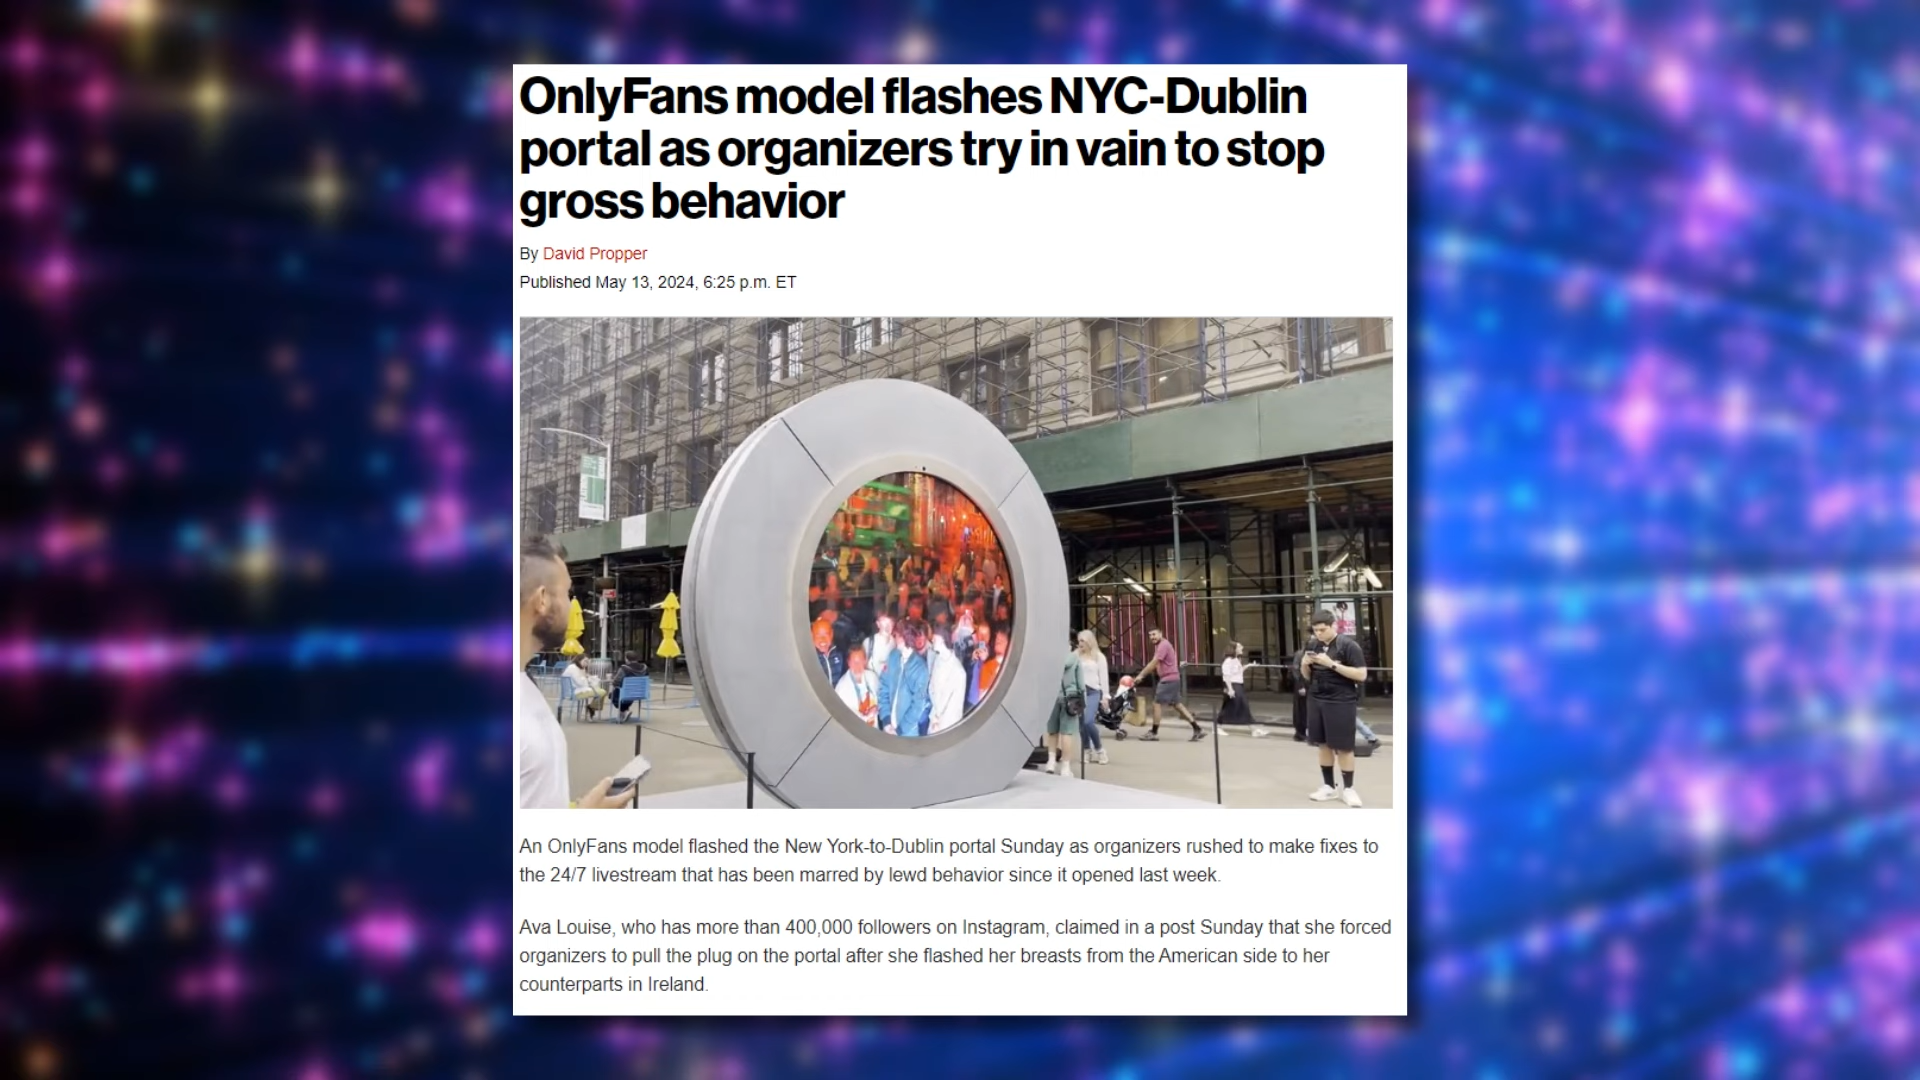 OnlyFans model flashes NYC-Dublin
portal as organizers try in vain to stop
gross behavior
By David Propper
Published May 13, 2024, 6:25 p.m. ET
An OnlyFans model flashed the New York-to-Dublin portal Sunday as organizers rushed to make fixes to
the 24/7 livestream that has been marred by lewd behavior since it opened last week.
Ava Louise, who has more than 400,000 followers on Instagram, claimed in a post Sunday that she forced
organizers to pull the plug on the portal after she flashed her breasts from the American side to her
counterparts in Ireland.